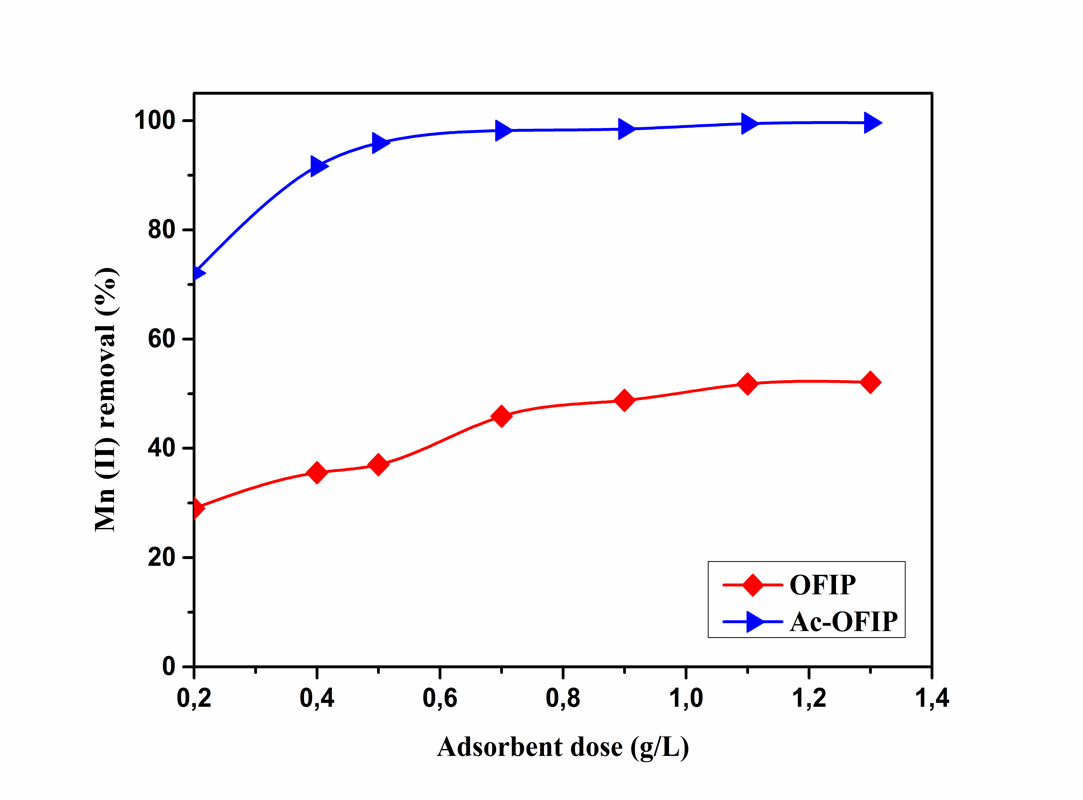 100
80
60
40
20
0
0,2 0,4 0,6 0,8 1,0 1,2 1,4
Mn (II) removal (%)
Adsorbent dose (g/L)
OFIP
Ac-OFIP